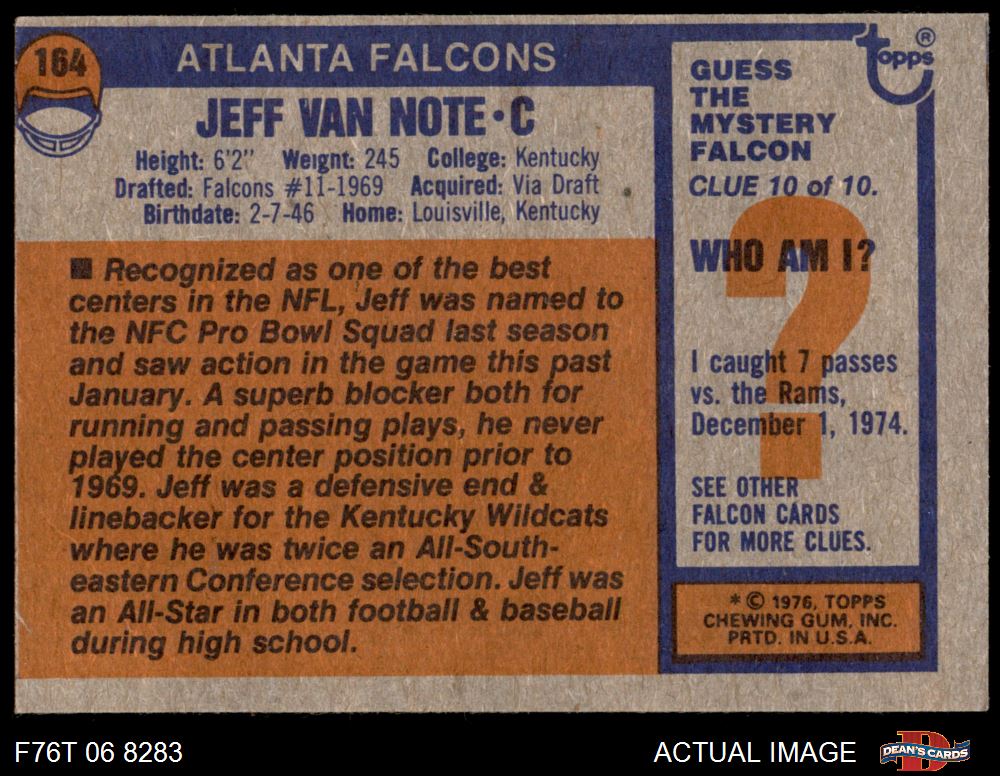 164
ATLANTA FALCONS
JEFF VAN NOTE•C
Height: 6'2" Weight: 245 College: Kentucky
Drafted: Falcons #11-1969 Acquired: Via Draft
Birthdate: 2-7-46 Home: Louisville, Kentucky
■ Recognized as one of the best
centers in the NFL, Jeff was named to
the NFC Pro Bowl Squad last season
and saw action in the game this past
January. A superb blocker both for
running and passing plays, he never
played the center position prior to
1969. Jeff was a defensive end &
linebacker for the Kentucky Wildcats
where he was twice an All-South-
eastern Conference selection. Jeff was
an All-Star in both football & baseball
during high school.
topps®
GUESS
THE
MYSTERY
FALCON
CLUE 10 of 10.
WHO AM I?
?
I caught 7 passes
vs. the Rams,
December 1, 1974.
SEE OTHER
FALCON CARDS
FOR MORE CLUES.
* © 1976, TOPPS
CHEWING GUM, INC.
PRTD. IN U.S.A.
F76T 06 8283
ACTUAL IMAGE
D
DEAN'S CARDS